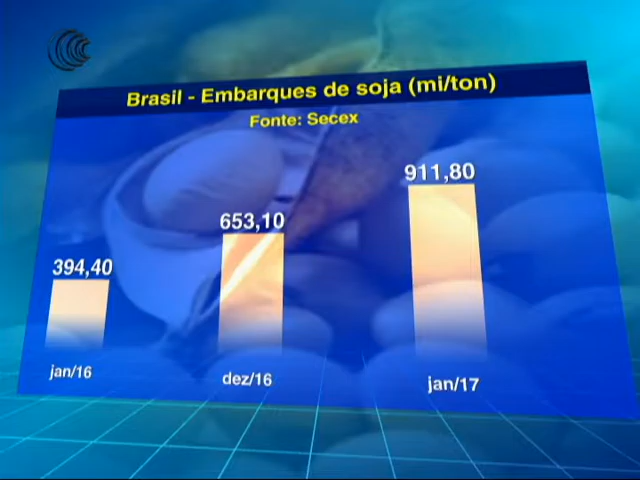 Brasil - Embarques de soja (mi/ton)
Fonte: Secex
911,80
653,10
394,40
jan/16
dez/16
jan/17